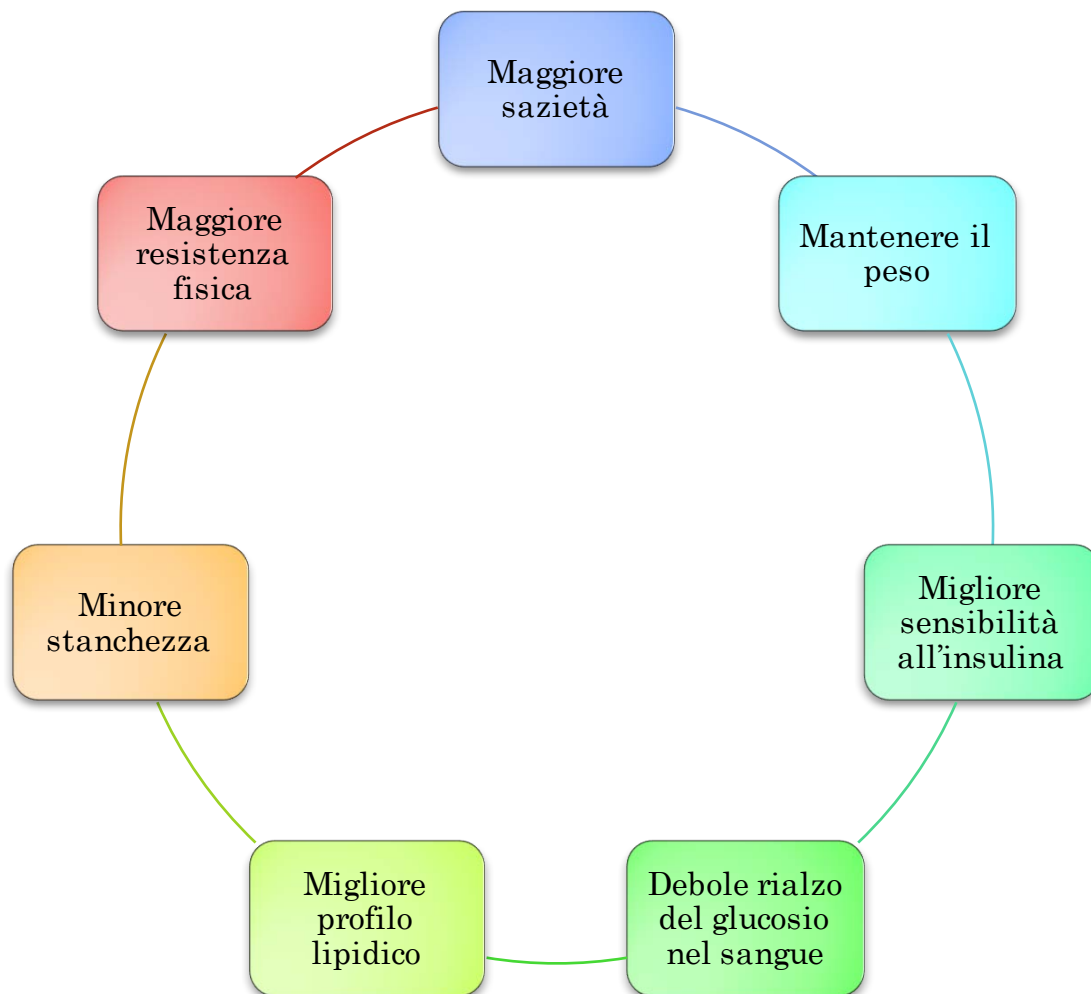 Maggiore
sazietà
Mantenere il
peso
Migliore
sensibilità
all'insulina
Debole rialzo
del glucosio
nel sangue
Migliore
profilo
lipidico
Minore
stanchezza
Maggiore
resistenza
fisica